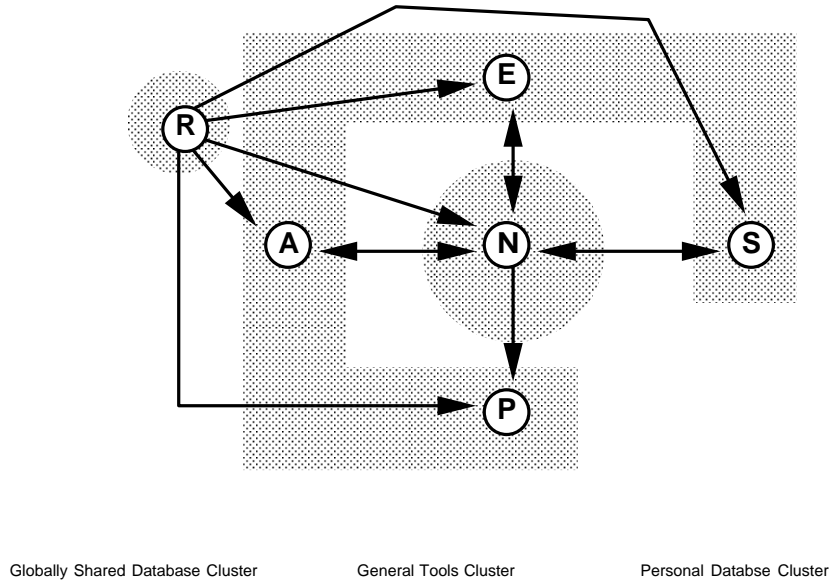 E
R
A
N
S
P
Globally Shared Database Cluster
General Tools Cluster
Personal Databse Cluster